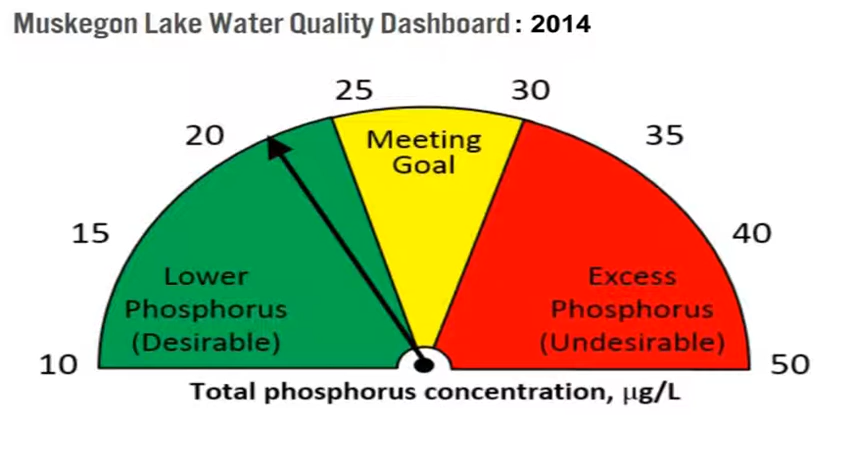 Muskegon Lake Water Quality Dashboard: 2014
25
30
20
35
Meeting
Goal
15
40
Lower
Phosphorus
(Desirable)
Excess
Phosphorus
(Undesirable)
10
50
Total phosphorus concentration, μg/L